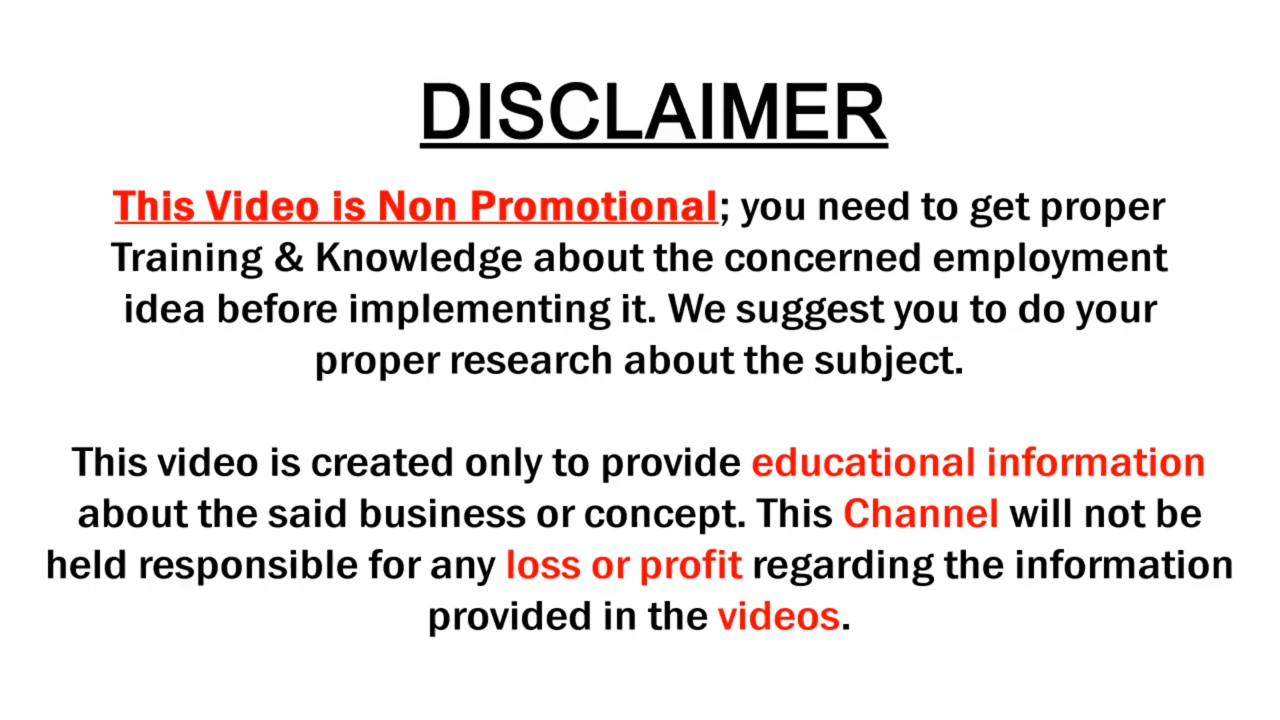 DISCLAIMER
This Video is Non Promotional; you need to get proper
Training & Knowledge about the concerned employment
idea before implementing it. We suggest you to do your
proper research about the subject.
This video is created only to provide educational information
about the said business or concept. This Channel will not be
held responsible for any loss or profit regarding the information
provided in the videos.